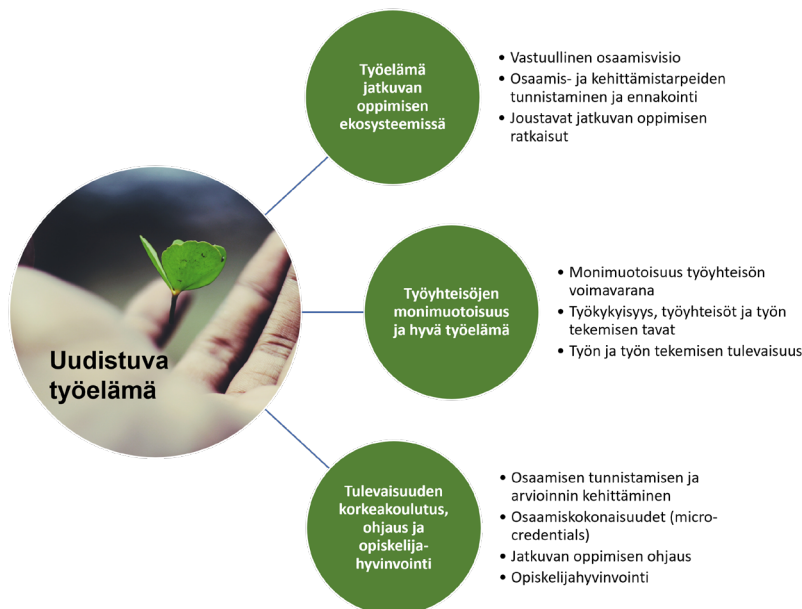 Uudistuva
työelämä
Työelämä
jatkuvan
oppimisen
ekosysteemissä
• Vastuullinen osaamisvisio
• Osaamis- ja kehittämistarpeiden
tunnistaminen ja ennakointi
• Joustavat jatkuvan oppimisen
ratkaisut
Työyhteisöjen
monimuotoisuus
ja hyvä työelämä
• Monimuotoisuus työyhteisön
voimavarana
• Työkykyisyys, työyhteisöt ja työn
tekemisen tavat
• Työn ja työn tekemisen tulevaisuus
Tulevaisuuden
korkeakoulutus,
ohjaus ja
opiskelija-
hyvinvointi
• Osaamisen tunnistamisen ja
arvioinnin kehittäminen
• Osaamiskokonaisuudet (micro-
credentials)
• Jatkuvan oppimisen ohjaus
• Opiskelijahyvinvointi